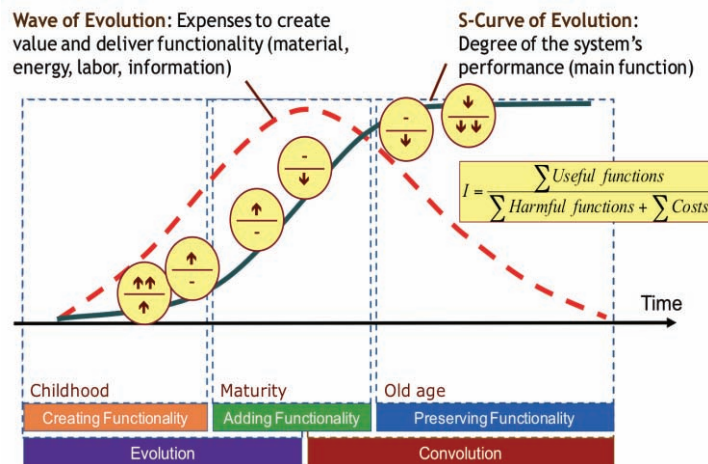 Wave of Evolution: Expenses to create
value and deliver functionality (material,
energy, labor, information)
S-Curve of Evolution:
Degree of the system's
performance (main function)
↑↑
↑
↑
-
↑
-
-
↓
-
↓
↓
↓↓
I = ∑ Useful functions
∑ Harmful functions + ∑ Costs
Time
Childhood
Maturity
Old age
Creating Functionality
Adding Functionality
Preserving Functionality
Evolution
Convolution